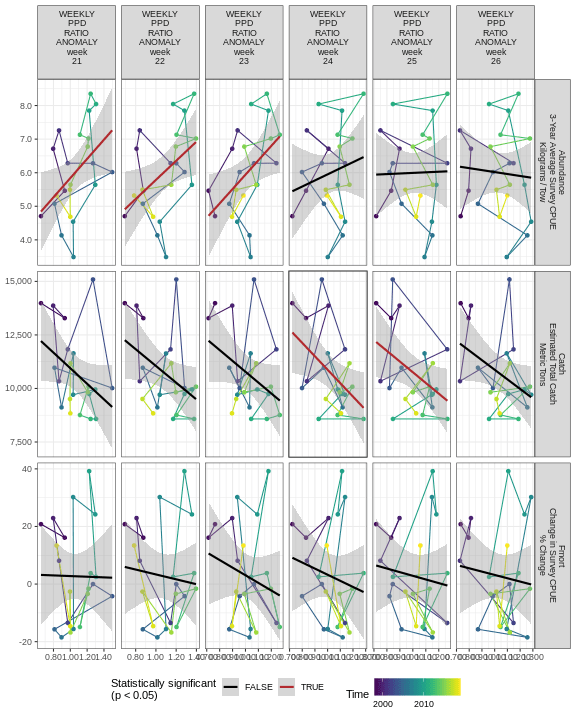 WEEKLY PPD RATIO ANOMALY week 21
WEEKLY PPD RATIO ANOMALY week 22
WEEKLY PPD RATIO ANOMALY week 23
WEEKLY PPD RATIO ANOMALY week 24
WEEKLY PPD RATIO ANOMALY week 25
WEEKLY PPD RATIO ANOMALY week 26
8.0
7.0
6.0
5.0
4.0
Abundance
3-Year Average Survey CPUE
Kilograms / Tow
15,000
12,500
10,000
7,500
Catch
Estimated Total Catch
Metric Tons
40
20
0
-20
Fmort
Change in Survey CPUE
% Change
0.80 1.00 1.20 1.40
0.80 1.00 1.20
Statistically significant
(p < 0.05)
FALSE
TRUE
Time
2000
2010